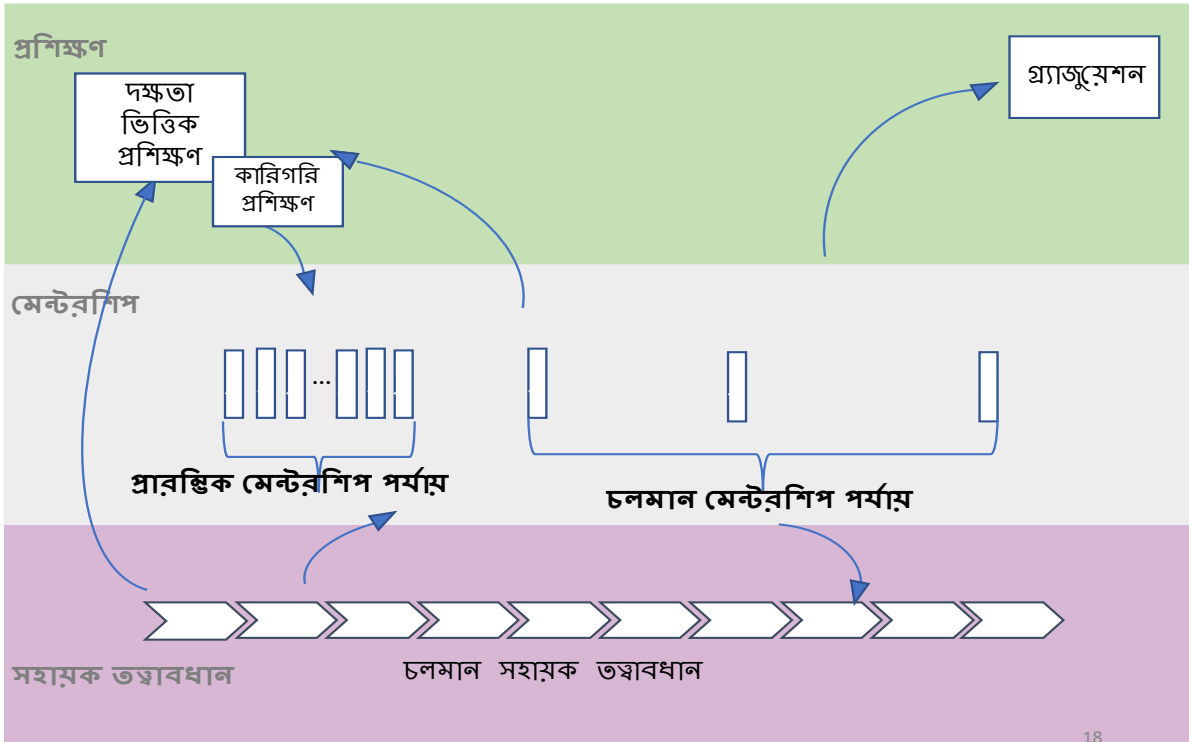 প্রশিক্ষণ
দক্ষতা
ভিত্তিক
প্রশিক্ষণ
কারিগরি
প্রশিক্ষণ
গ্র্যাজুয়েশন
মেন্টরশিপ
...
প্রারম্ভিক মেন্টরশিপ পর্যায়
চলমান মেন্টরশিপ পর্যায়
চলমান সহায়ক তত্ত্বাবধান
সহায়ক তত্ত্বাবধান
18